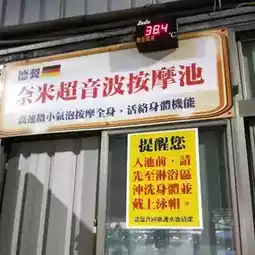 38.4
德製
奈米超音波按摩池
高速微小氣泡按摩全身，活絡身體機能
提醒您
入池前，請
先至淋浴區
沖洗身體並
戴上泳帽。